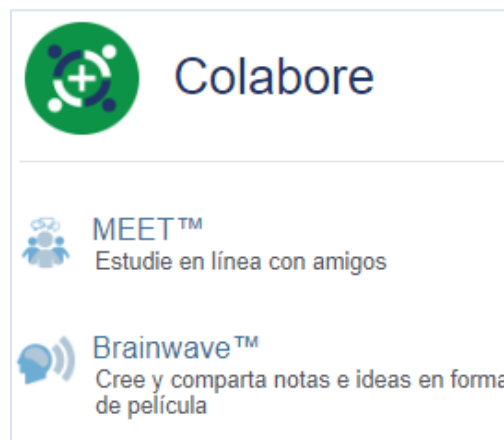 Colabore
MEET™
Estudie en línea con amigos
Brainwave™
Cree y comparta notas e ideas en forma
de película